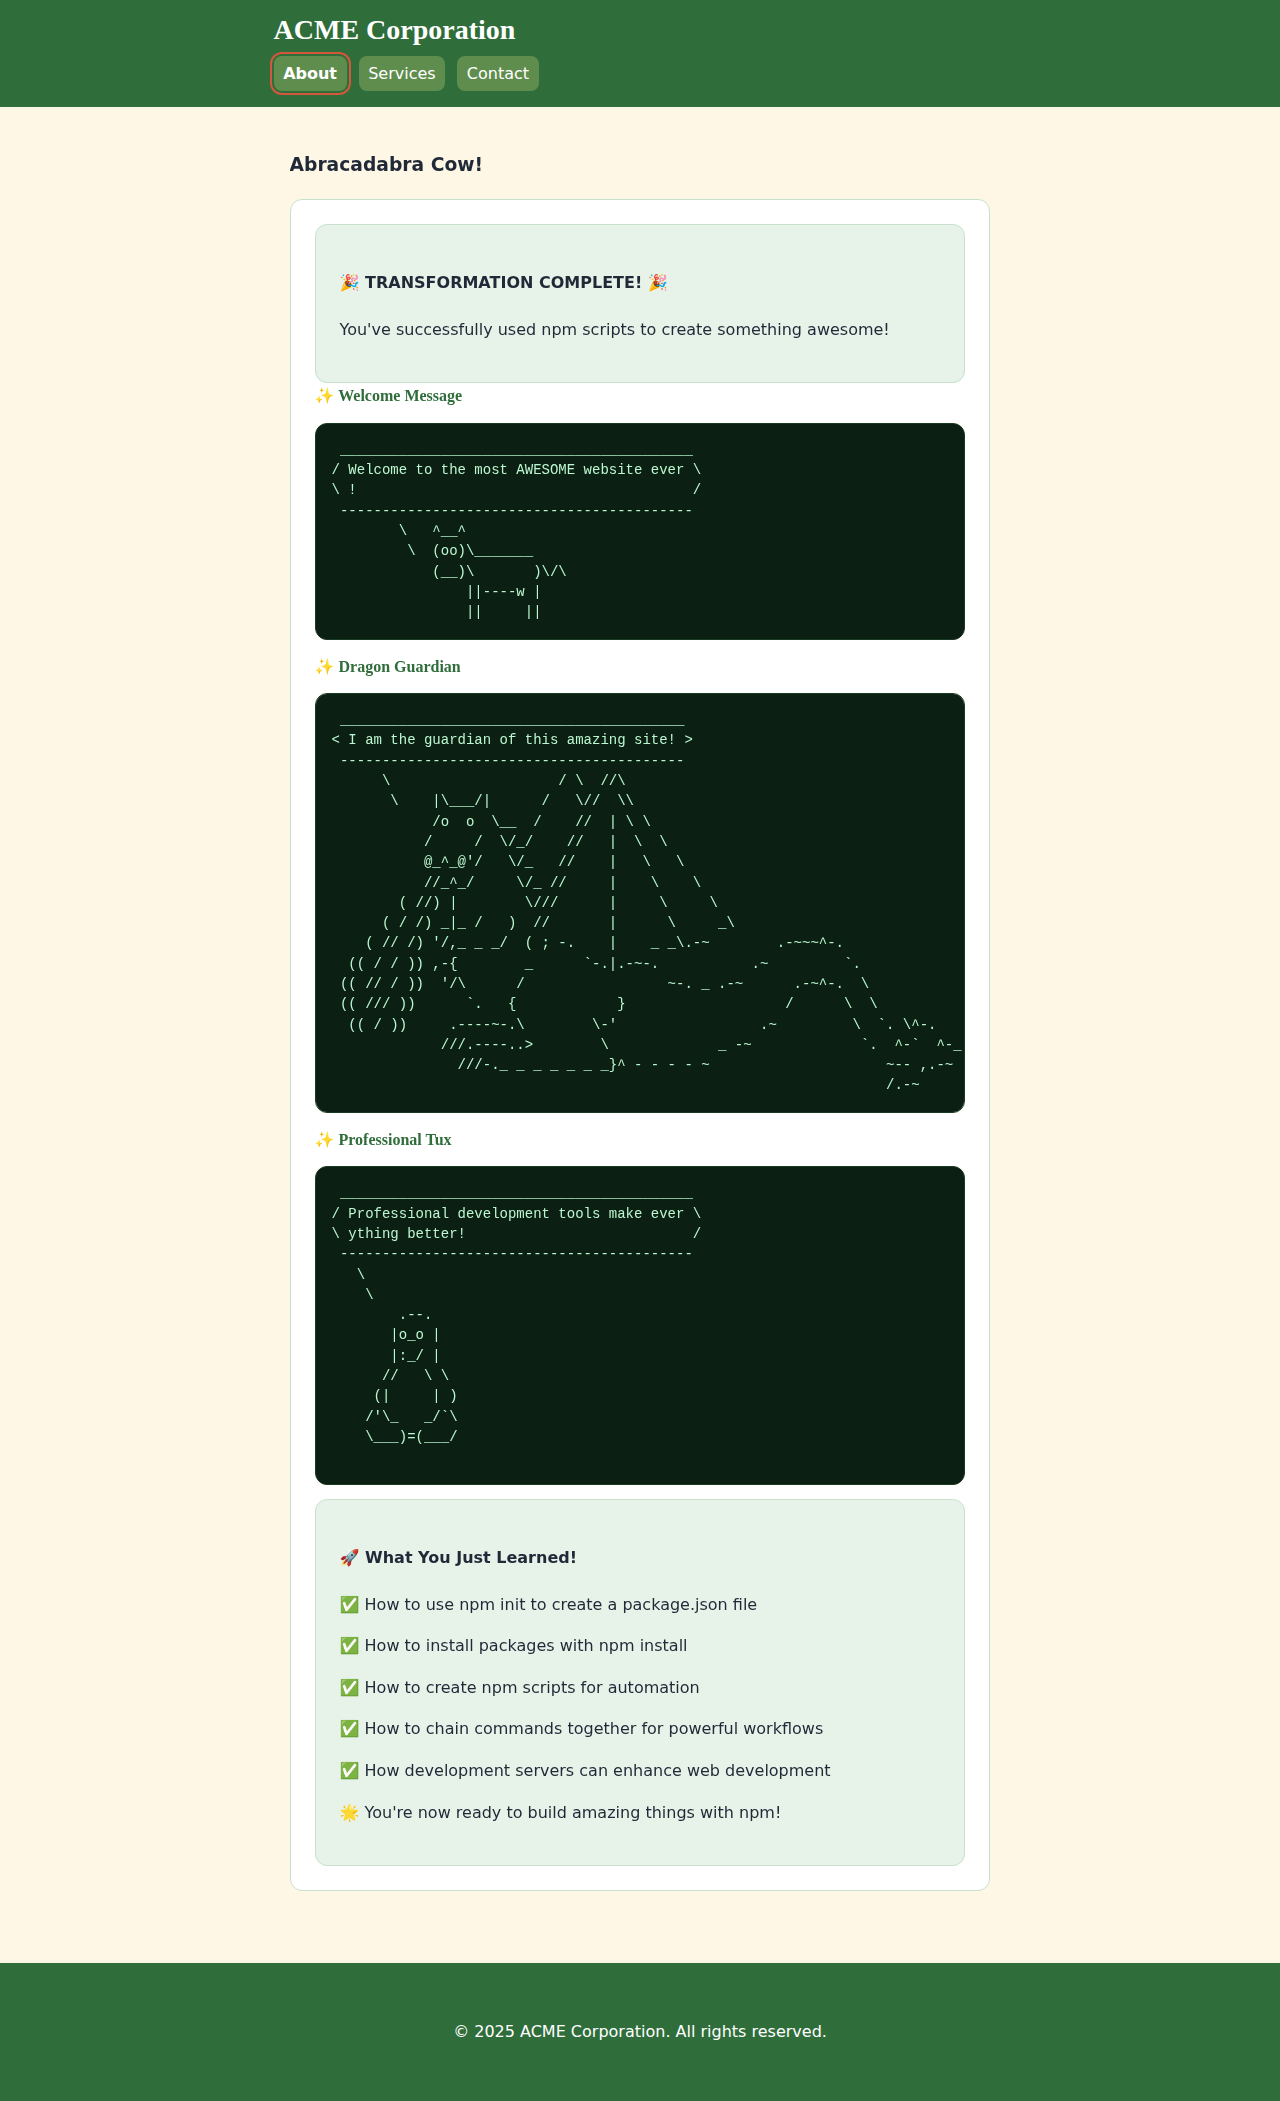 ACME Corporation
About Services Contact
Abracadabra Cow!
🎉 TRANSFORMATION COMPLETE! 🎉
You've successfully used npm scripts to create something awesome!
✨ Welcome Message
 __________________________________________
/ Welcome to the most AWESOME website ever \
\ !                                        /
 ------------------------------------------
        \   ^__^
         \  (oo)\_______
            (__)\       )\/\
                ||----w |
                ||     ||
✨ Dragon Guardian
 _________________________________________
< I am the guardian of this amazing site! >
 -----------------------------------------
      \                    / \  //\
       \    |\___/|      /   \//  \\
            /o  o  \__  /    //  | \ \
           /     /  \/_/    //   |  \  \
           @_^_@'/   \/_   //    |   \   \
           //_^_/     \/_ //     |    \    \
        ( //) |        \///      |     \     \
      ( / /) _|_ /   )  //       |      \     _\
    ( // /) '/,_ _ _/  ( ; -.    |    _ _\.-~        .-~~~^-.
  (( / / )) ,-{        _      `-.|.-~-.           .~         `.
 (( // / ))  '/\      /                 ~-. _ .-~      .-~^-.  \
 (( /// ))      `.   {            }                   /      \  \
  (( / ))     .----~-.\        \-'                 .~         \  `. \^-.
             ///.----..>        \             _ -~             `.  ^-`  ^-_
               ///-._ _ _ _ _ _ _}^ - - - - ~                     ~-- ,.-~
                                                                  /.-~
✨ Professional Tux
 __________________________________________
/ Professional development tools make ever \
\ ything better!                           /
 ------------------------------------------
   \
    \
        .--.
       |o_o |
       |:_/ |
      //   \ \
     (|     | )
    /'\_   _/`\
    \___)=(___/
🚀 What You Just Learned!
✅ How to use npm init to create a package.json file
✅ How to install packages with npm install
✅ How to create npm scripts for automation
✅ How to chain commands together for powerful workflows
✅ How development servers can enhance web development
🌟 You're now ready to build amazing things with npm!
© 2025 ACME Corporation. All rights reserved.